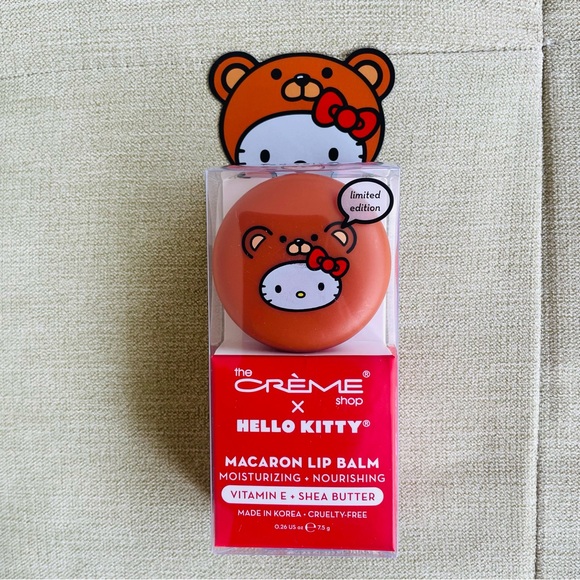 limited
edition
the
CRÈME®
shop
×
HELLO KITTY®
MACARON LIP BALM
MOISTURIZING + NOURISHING
VITAMIN E + SHEA BUTTER
MADE IN KOREA • CRUELTY-FREE
0.26 US oz ℮ 7.5 g